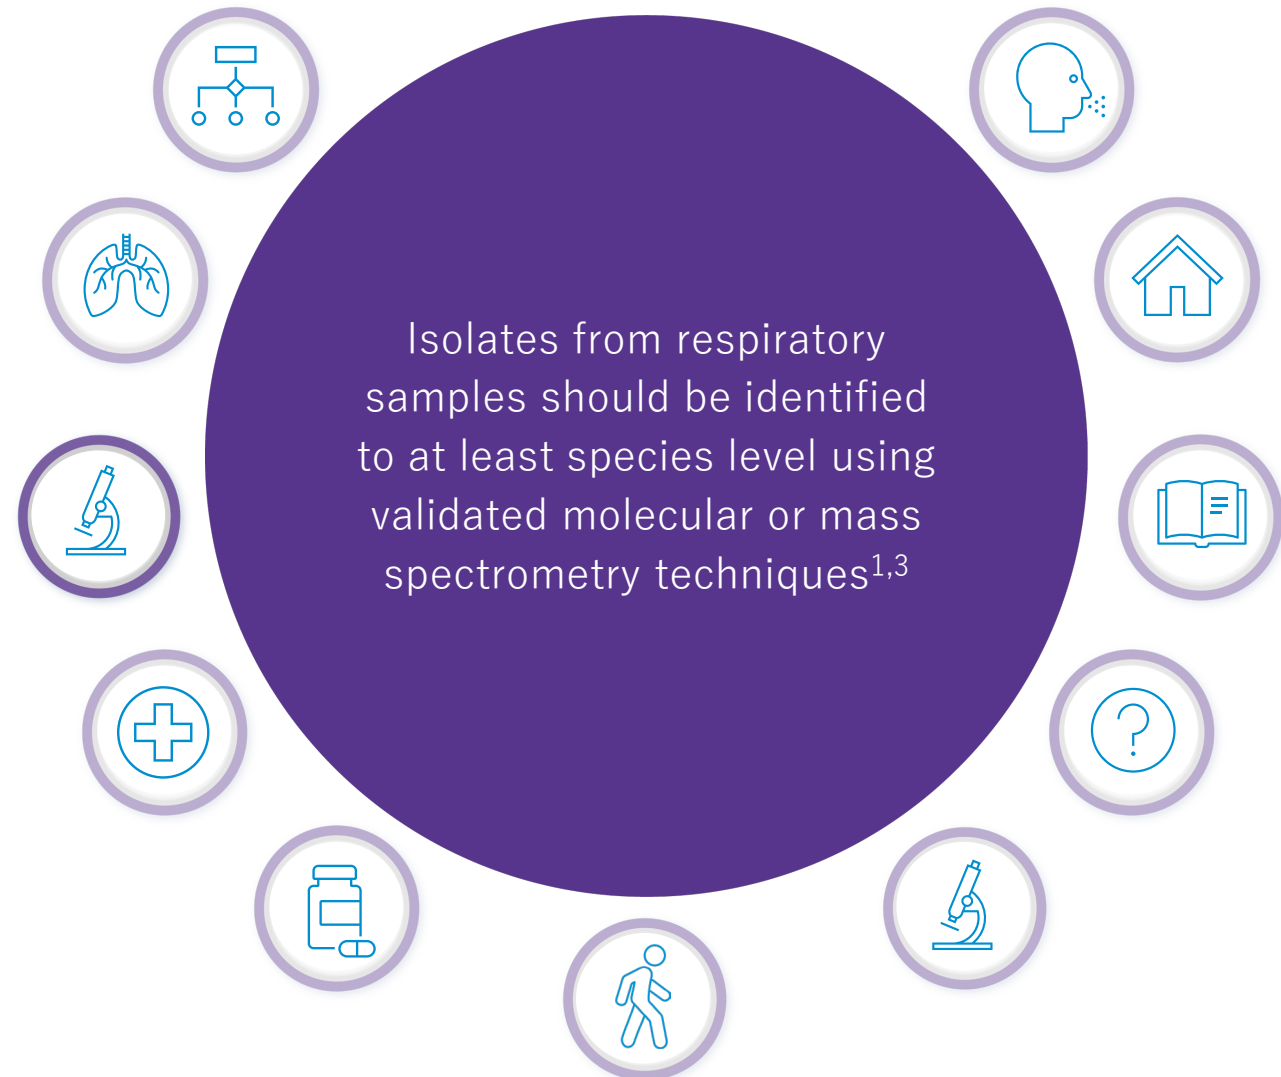 Isolates from respiratory
samples should be identified
to at least species level using
validated molecular or mass
spectrometry techniques1,3